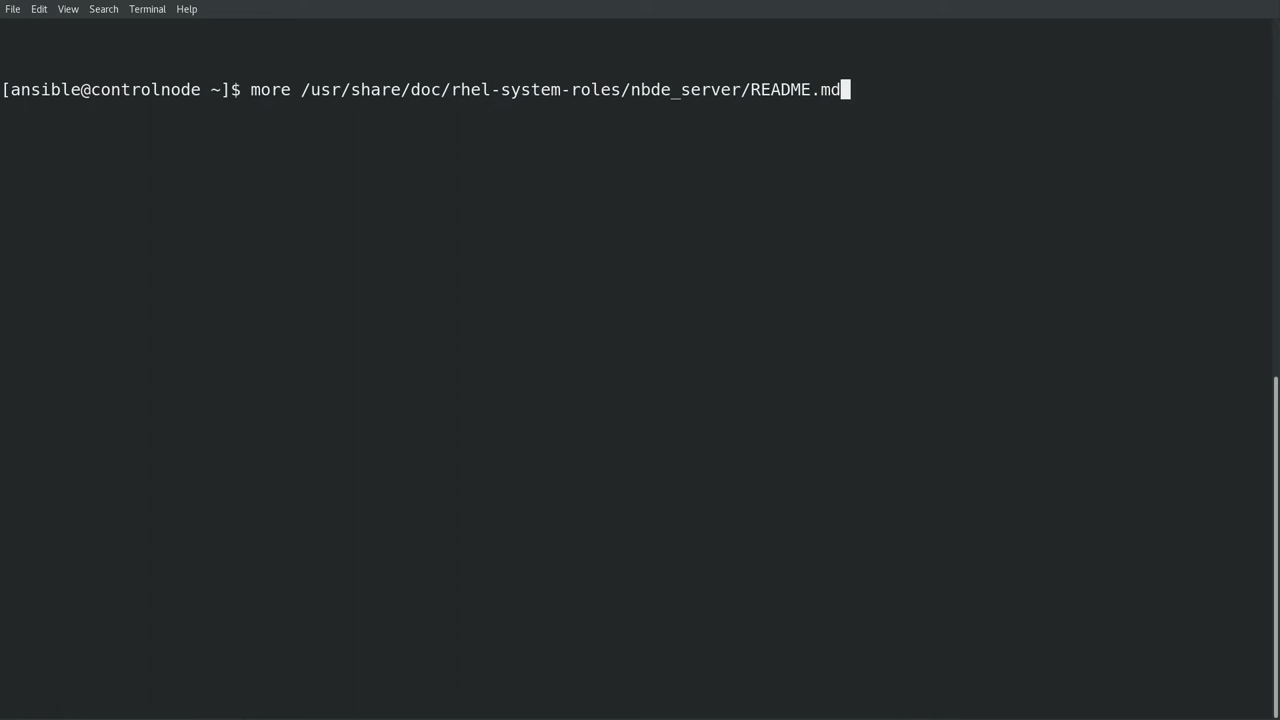 File Edit View Search Terminal Help
[ansible@controlnode ~]$ more /usr/share/doc/rhel-system-roles/nbde_server/README.md